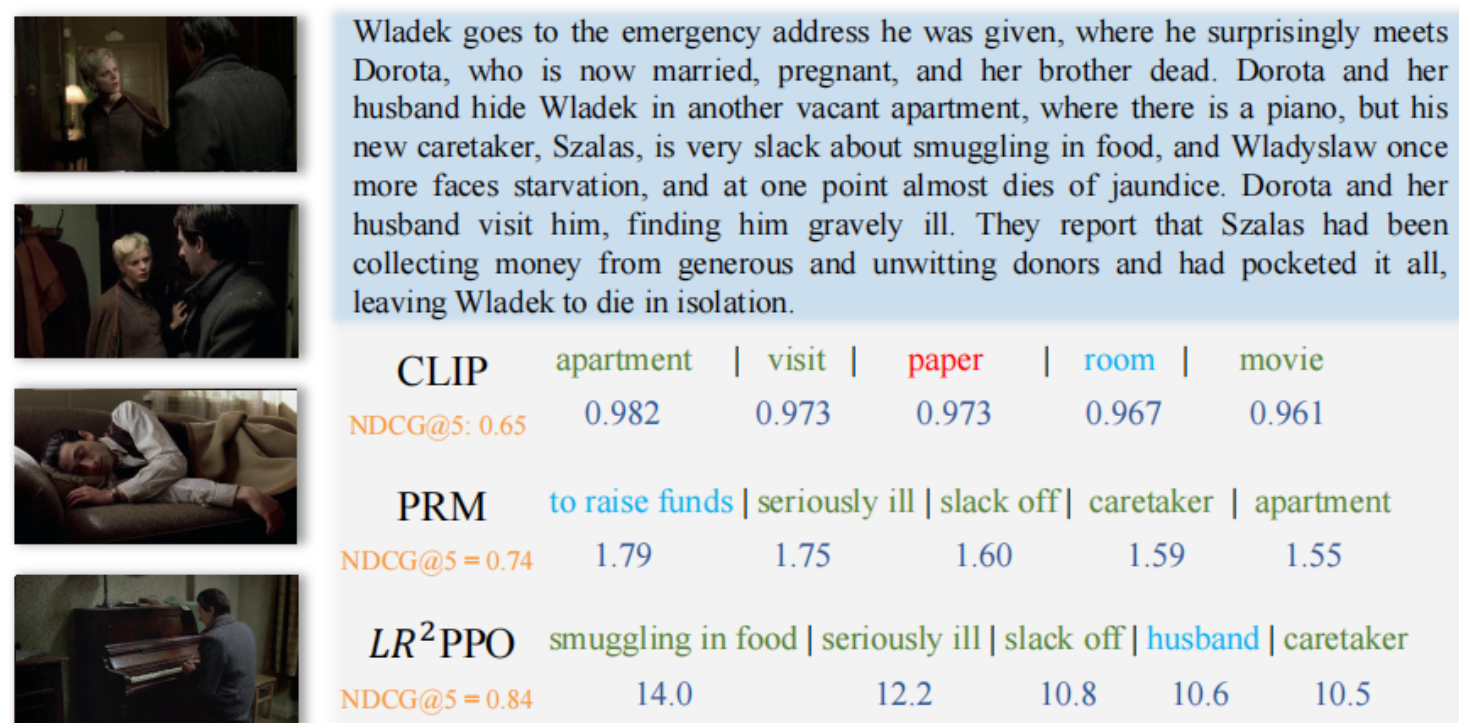 Wladek goes to the emergency address he was given, where he surprisingly meets
Dorota, who is now married, pregnant, and her brother dead. Dorota and her
husband hide Wladek in another vacant apartment, where there is a piano, but his
new caretaker, Szalas, is very slack about smuggling in food, and Wladyslaw once
more faces starvation, and at one point almost dies of jaundice. Dorota and her
husband visit him, finding him gravely ill. They report that Szalas had been
collecting money from generous and unwitting donors and had pocketed it all,
leaving Wladek to die in isolation.
CLIP apartment | visit | paper | room | movie
NDCG@5: 0.65 0.982 0.973 0.973 0.967 0.961
PRM to raise funds | seriously ill | slack off | caretaker | apartment
NDCG@5 = 0.74 1.79 1.75 1.60 1.59 1.55
LR²PPO smuggling in food | seriously ill | slack off | husband | caretaker
NDCG@5 = 0.84 14.0 12.2 10.8 10.6 10.5